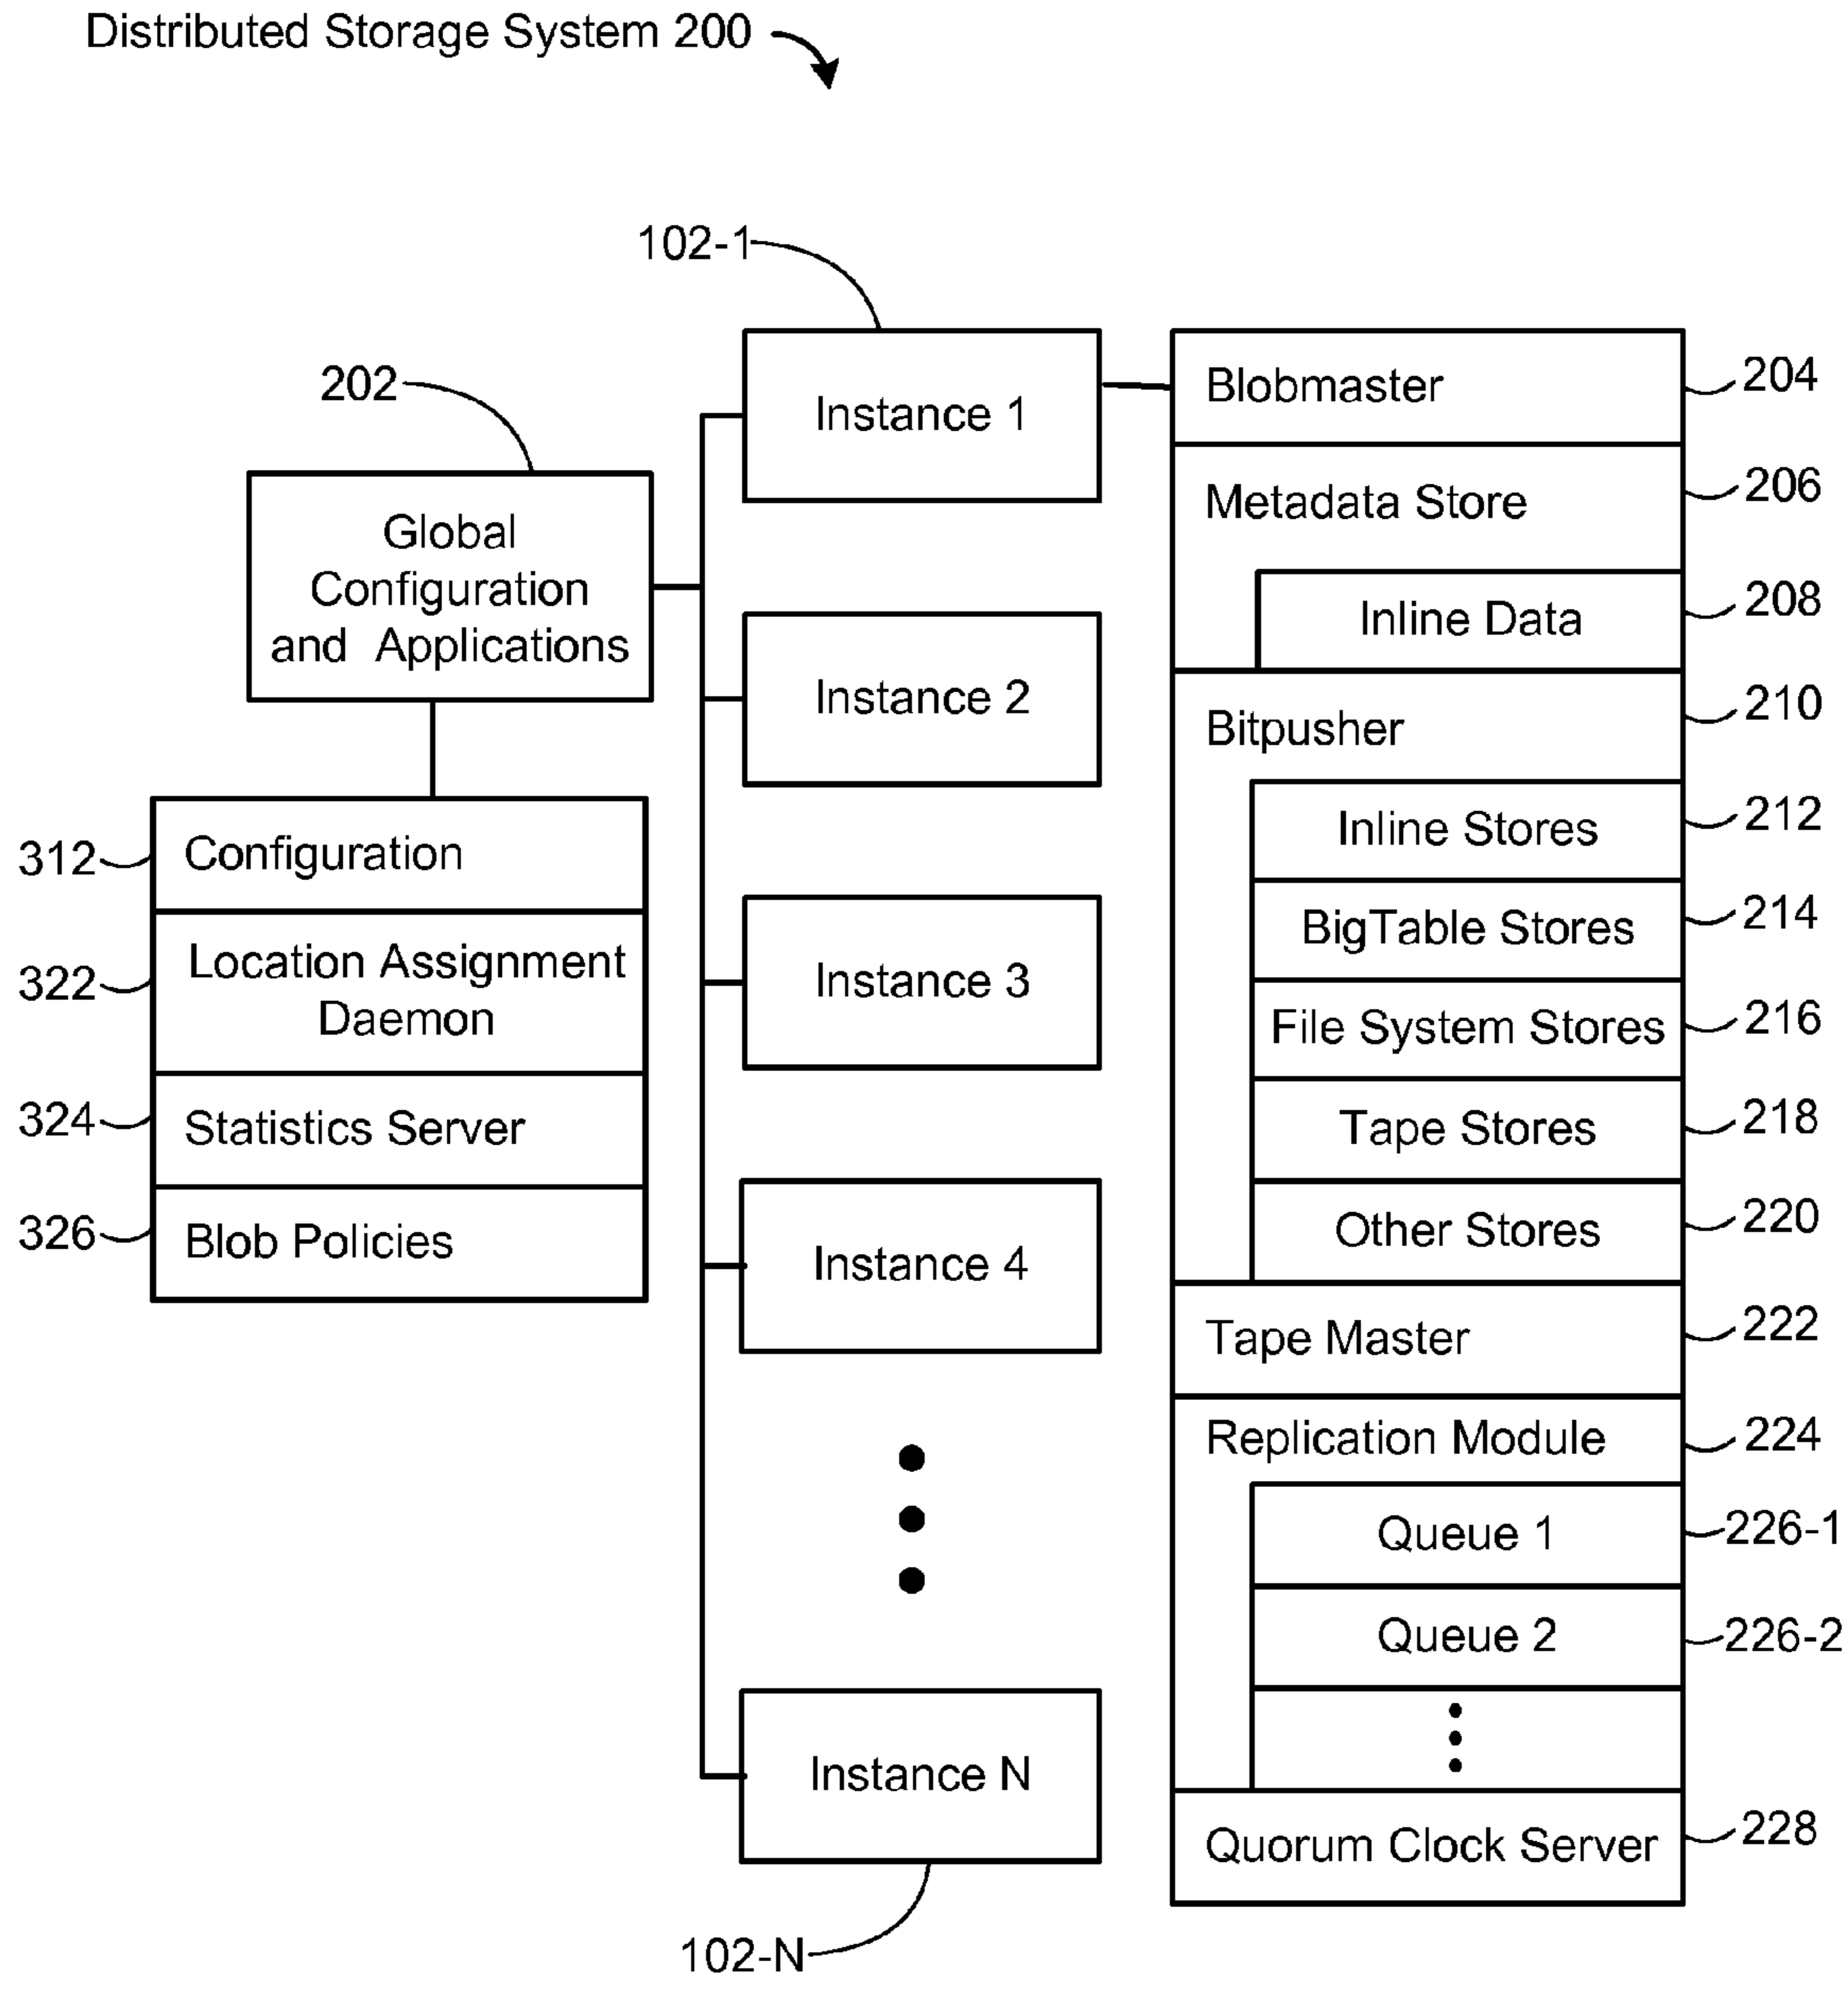 Distributed Storage System 200
102-1
202
Global
Configuration
and Applications
312
Configuration
322
Location Assignment
Daemon
324
Statistics Server
326
Blob Policies
Instance 1
Instance 2
Instance 3
Instance 4
Instance N
102-N
Blobmaster
204
Metadata Store
206
Inline Data
208
Bitpusher
210
Inline Stores
212
BigTable Stores
214
File System Stores
216
Tape Stores
218
Other Stores
220
Tape Master
222
Replication Module
224
Queue 1
226-1
Queue 2
226-2
Quorum Clock Server
228